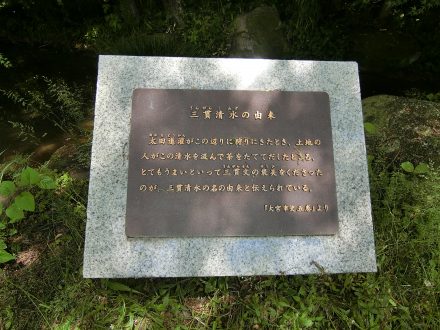 三貫清水の由来
太田道灌がこの辺りに狩りにきたとき、土地の
人がこの清水を汲んで茶をたててだしたところ、
とてもうまいといって三貫文の褒美をくださった
のが、三貫清水の名の由来と伝えられている。
『大宮市史五巻』より